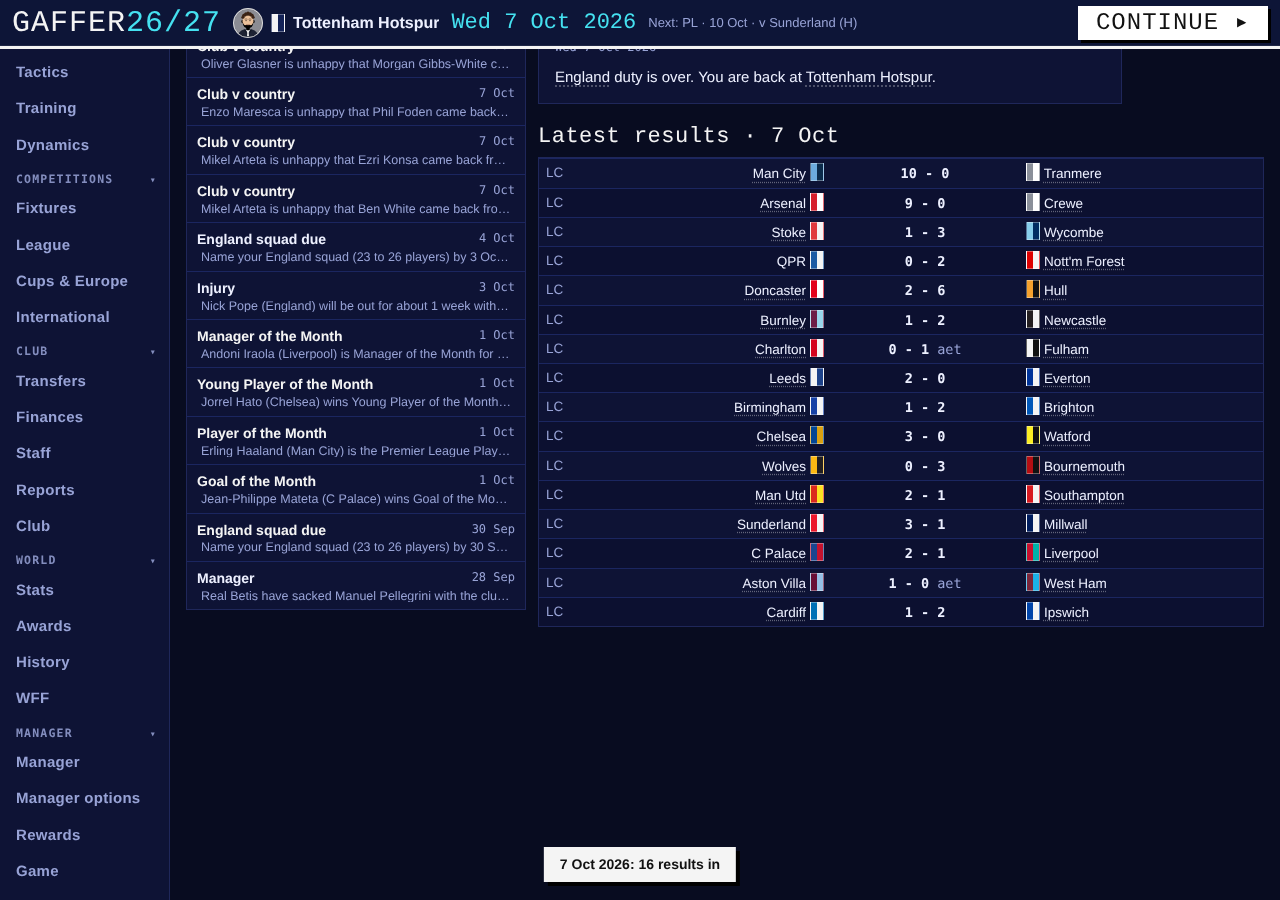 GAFFER26/27 Tottenham Hotspur Wed 7 Oct 2026 Next: PL · 10 Oct · v Sunderland (H) CONTINUE ►
Tactics
Training
Dynamics
COMPETITIONS ▾
Fixtures
League
Cups & Europe
International
CLUB ▾
Transfers
Finances
Staff
Reports
Club
WORLD ▾
Stats
Awards
History
WFF
MANAGER ▾
Manager
Manager options
Rewards
Game
Club v country
Oliver Glasner is unhappy that Morgan Gibbs-White c…
Club v country 7 Oct
Enzo Maresca is unhappy that Phil Foden came back…
Club v country 7 Oct
Mikel Arteta is unhappy that Ezri Konsa came back fr…
Club v country 7 Oct
Mikel Arteta is unhappy that Ben White came back fro…
England squad due 4 Oct
Name your England squad (23 to 26 players) by 3 Oc…
Injury 3 Oct
Nick Pope (England) will be out for about 1 week with…
Manager of the Month 1 Oct
Andoni Iraola (Liverpool) is Manager of the Month for …
Young Player of the Month 1 Oct
Jorrel Hato (Chelsea) wins Young Player of the Month…
Player of the Month 1 Oct
Erling Haaland (Man City) is the Premier League Play…
Goal of the Month 1 Oct
Jean-Philippe Mateta (C Palace) wins Goal of the Mo…
England squad due 30 Sep
Name your England squad (23 to 26 players) by 30 S…
Manager 28 Sep
Real Betis have sacked Manuel Pellegrini with the clu…
Wed 7 Oct 2026
England duty is over. You are back at Tottenham Hotspur.
Latest results · 7 Oct
LC Man City 10 - 0 Tranmere
LC Arsenal 9 - 0 Crewe
LC Stoke 1 - 3 Wycombe
LC QPR 0 - 2 Nott'm Forest
LC Doncaster 2 - 6 Hull
LC Burnley 1 - 2 Newcastle
LC Charlton 0 - 1 aet Fulham
LC Leeds 2 - 0 Everton
LC Birmingham 1 - 2 Brighton
LC Chelsea 3 - 0 Watford
LC Wolves 0 - 3 Bournemouth
LC Man Utd 2 - 1 Southampton
LC Sunderland 3 - 1 Millwall
LC C Palace 2 - 1 Liverpool
LC Aston Villa 1 - 0 aet West Ham
LC Cardiff 1 - 2 Ipswich
7 Oct 2026: 16 results in